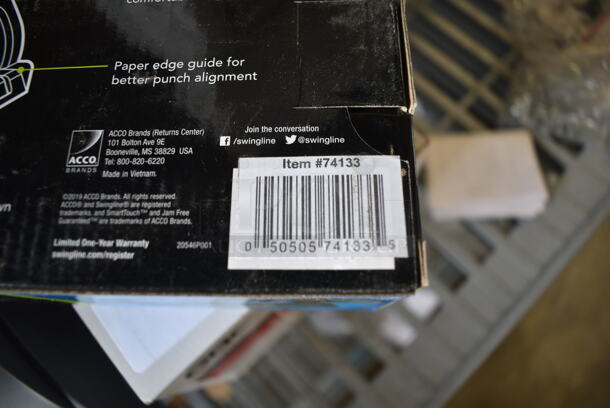 Paper edge guide for
better punch alignment
ACCO
BRANDS
ACCO Brands (Returns Center)
101 Bolton Ave 9E
Booneville, MS 38829 USA
Tel: 800-820-6220
Made in Vietnam.
Join the conversation
/swingline @swingline
Item #74133
0 50505 74133 5
©2019 ACCO Brands. All rights reserved.
ACCO® and Swingline® are registered
trademarks, and SmartTouch™ and Jam Free
Guarantee™ are trademarks of ACCO Brands.
Limited One-Year Warranty
swingline.com/register
20546P001